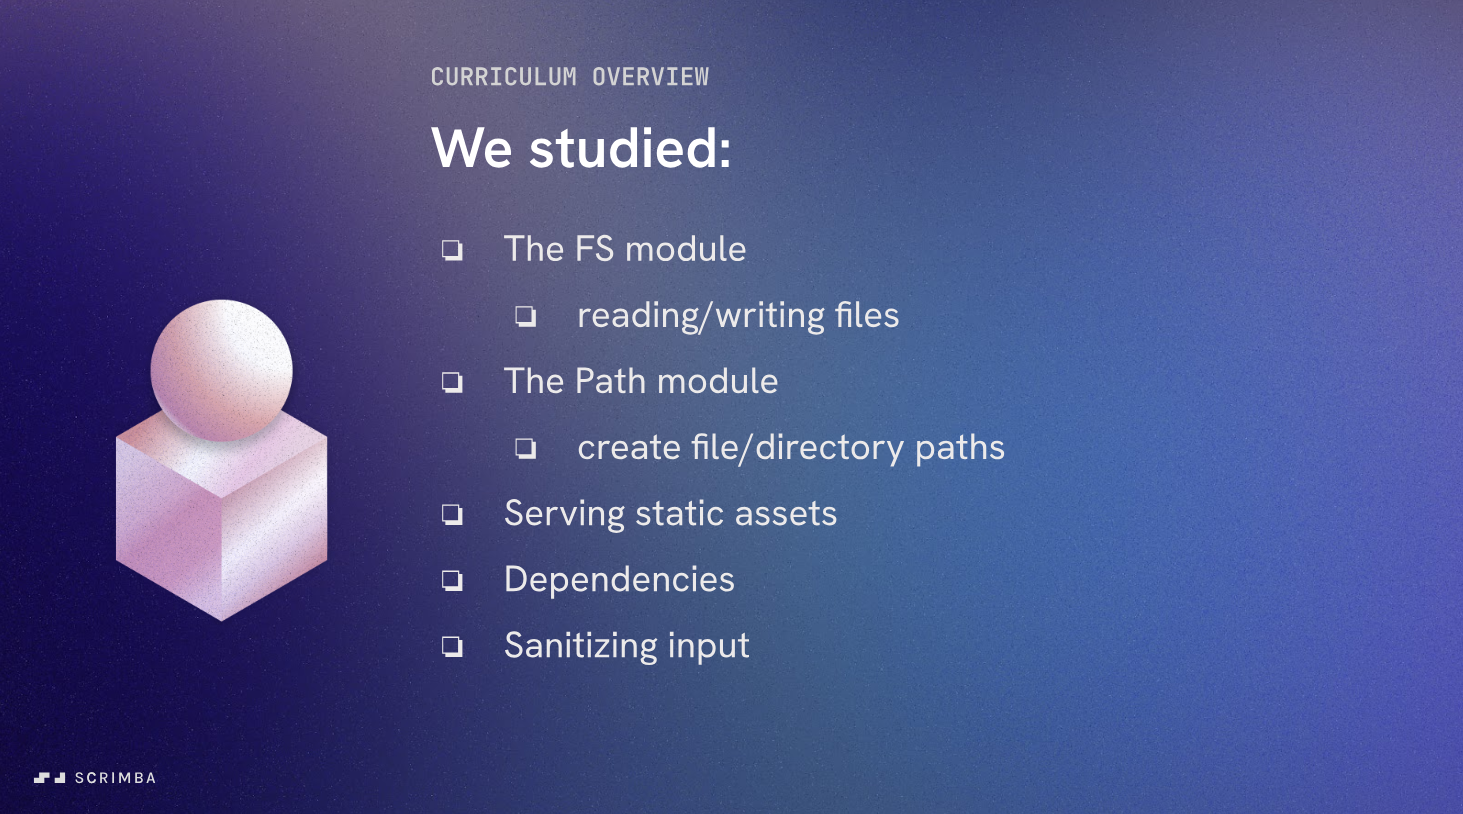 CURRICULUM OVERVIEW
We studied:
❏ The FS module
❏ reading/writing files
❏ The Path module
❏ create file/directory paths
❏ Serving static assets
❏ Dependencies
❏ Sanitizing input
SCRIMBA